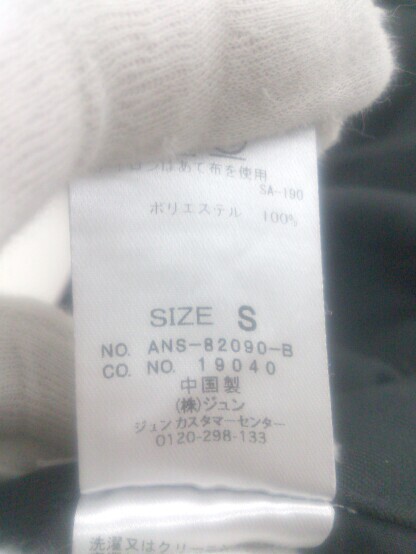 ロンはあて布を使用
SA-190
ポリエステル 100%
SIZE S
NO. ANS-82090-B
CO. NO. 19040
中国製
(株)ジュン
ジュンカスタマーセンター
0120-298-133
洗濯又はクリー